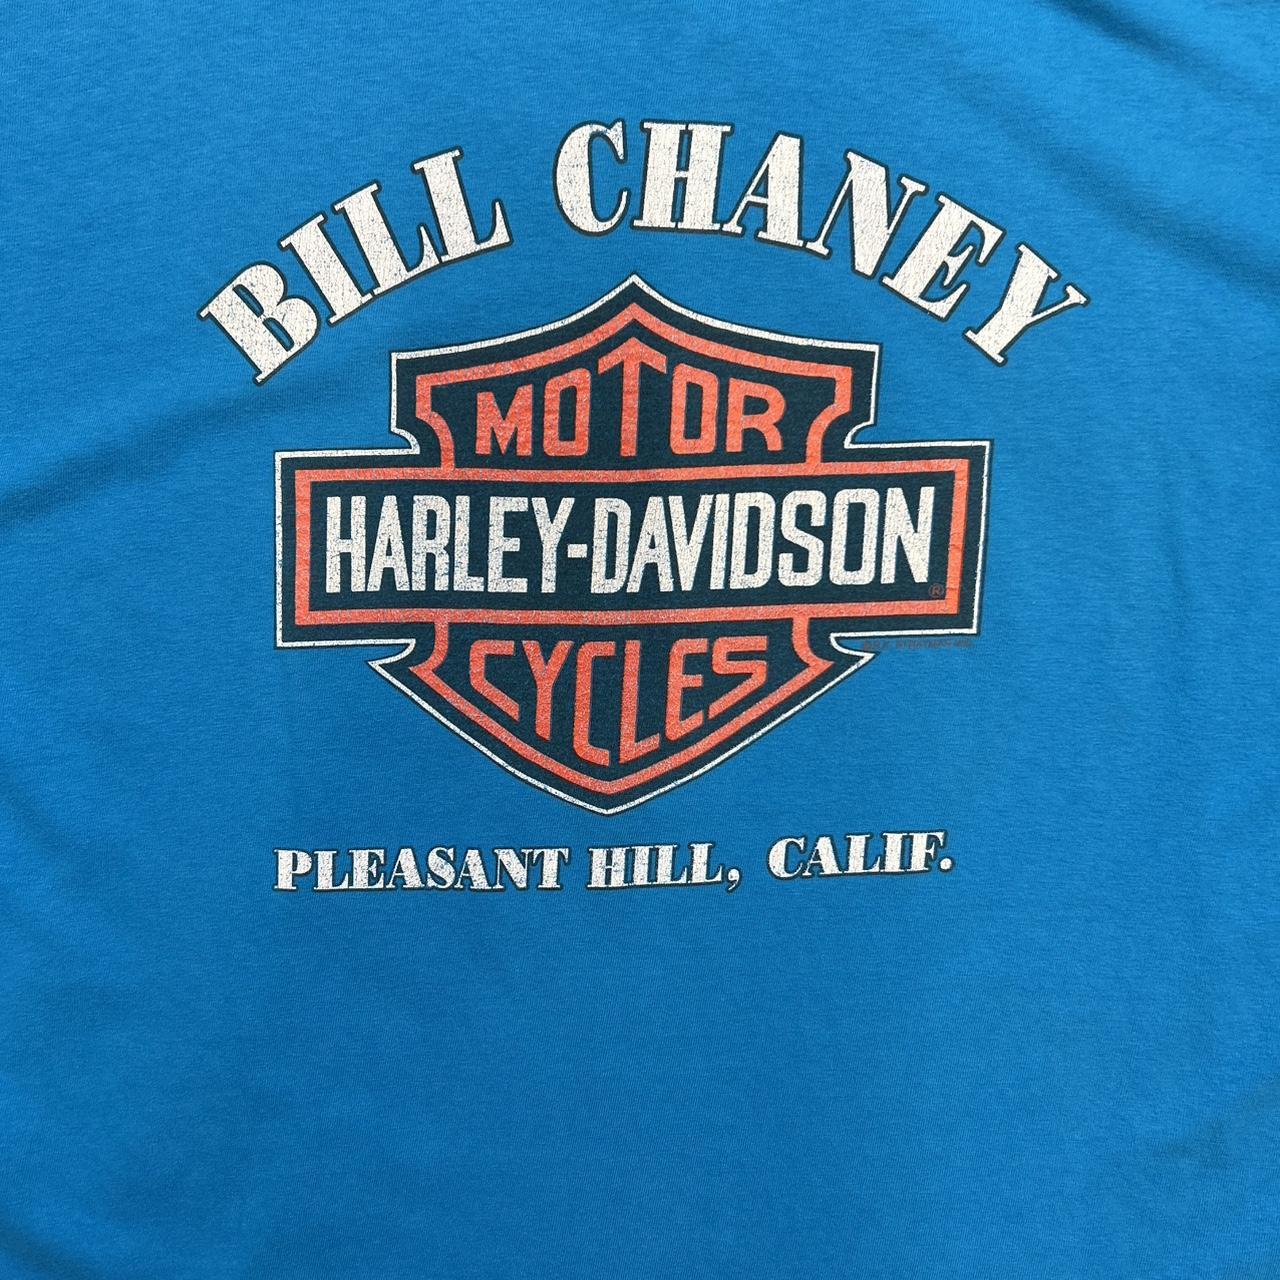 BILL CHANEY
MOTOR
HARLEY-DAVIDSON
®
CYCLES
PLEASANT HILL, CALIF.